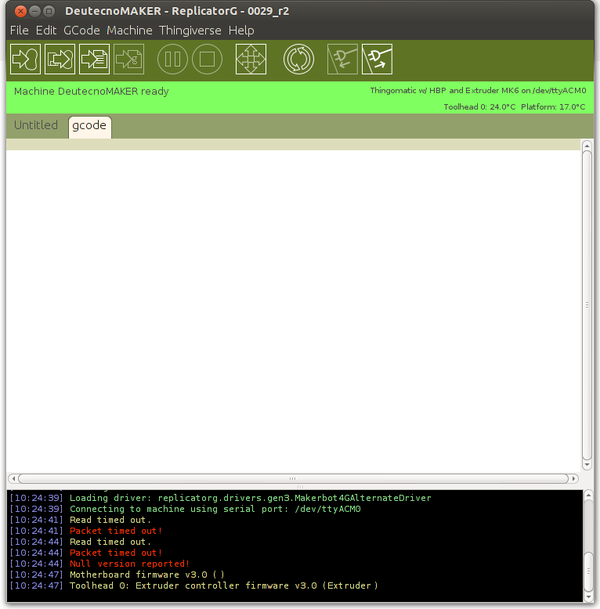 DeutecnoMAKER - ReplicatorG - 0029_r2
File Edit GCode Machine Thingiverse Help
Machine DeutecnoMAKER ready
Thingomatic w/ HBP and Extruder MK6 on /dev/ttyACM0
Toolhead 0: 24.0°C Platform: 17.0°C
Untitled gcode
[10:24:39] Loading driver: replicatorg.drivers.gen3.Makerbot4GAlternateDriver
[10:24:39] Connecting to machine using serial port: /dev/ttyACM0
[10:24:41] Read timed out.
[10:24:41] Packet timed out!
[10:24:44] Read timed out.
[10:24:44] Packet timed out!
[10:24:44] Null version reported!
[10:24:47] Motherboard firmware v3.0 ()
[10:24:47] Toolhead 0: Extruder controller firmware v3.0 (Extruder)